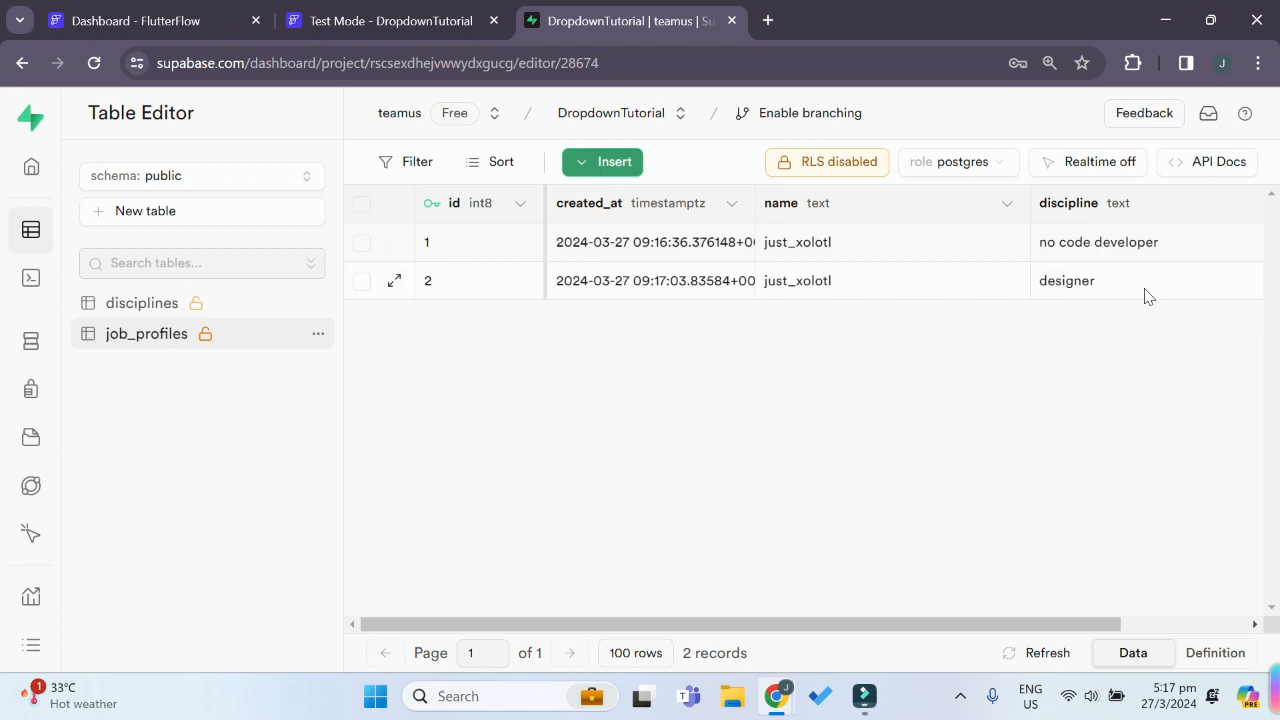 Dashboard - FlutterFlow
Test Mode - DropdownTutorial
DropdownTutorial | teamus | Su
supabase.com/dashboard/project/rscsexdhejvwwydxgucg/editor/28674
J
Table Editor
teamus Free / DropdownTutorial / Enable branching
Feedback
schema: public
Filter
Sort
Insert
RLS disabled
role postgres
Realtime off
API Docs
New table
id int8
created_at timestamptz
name text
discipline text
1 2024-03-27 09:16:36.376148+0 just_xolotl no code developer
Search tables...
2 2024-03-27 09:17:03.83584+00 just_xolotl designer
disciplines
job_profiles
Page 1 of 1
100 rows
2 records
Refresh
Data
Definition
1
33°C
Hot weather
Search
J
ENG
US
5:17 pm
27/3/2024
PRE